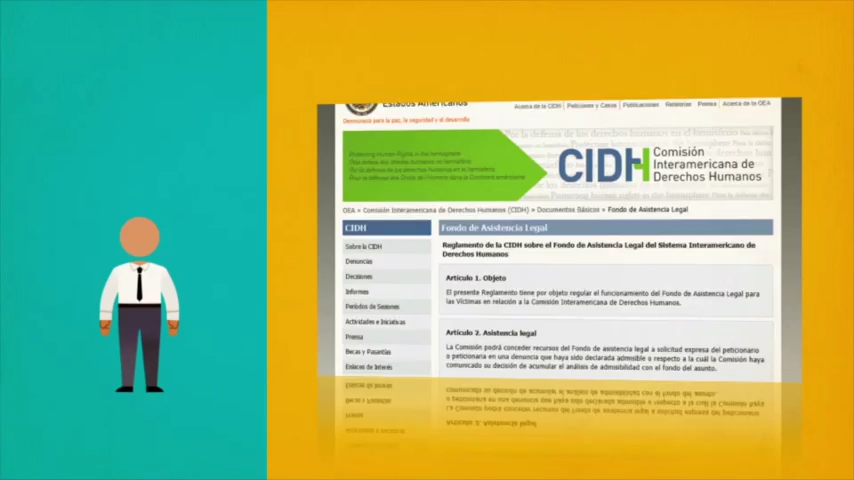 Estados Americanos
Democracia para la paz, la seguridad y el desarrollo
Acerca de la CIDH | Peticiones y Casos | Publicaciones | Relatorías | Prensa | Acerca de la OEA
Protecting Human Rights in the hemisphere
CIDH
Comisión
Interamericana de
Derechos Humanos
OEA » Comisión Interamericana de Derechos Humanos (CIDH) » Documentos Básicos » Fondo de Asistencia Legal
CIDH
Sobre la CIDH
Denuncias
Decisiones
Informes
Períodos de Sesiones
Actividades e Iniciativas
Prensa
Becas y Pasantías
Enlaces de Interés
Fondo de Asistencia Legal
Reglamento de la CIDH sobre el Fondo de Asistencia Legal del Sistema Interamericano de
Derechos Humanos
Artículo 1. Objeto
El presente Reglamento tiene por objeto regular el funcionamiento del Fondo de Asistencia Legal para
las Víctimas en relación a la Comisión Interamericana de Derechos Humanos.
Artículo 2. Asistencia legal
La Comisión podrá conceder recursos del Fondo de asistencia legal a solicitud expresa del peticionario
o peticionaria en una denuncia que haya sido declarada admisible o respecto a la cuál la Comisión haya
comunicado su decisión de acumular el análisis de admisibilidad con el fondo del asunto.